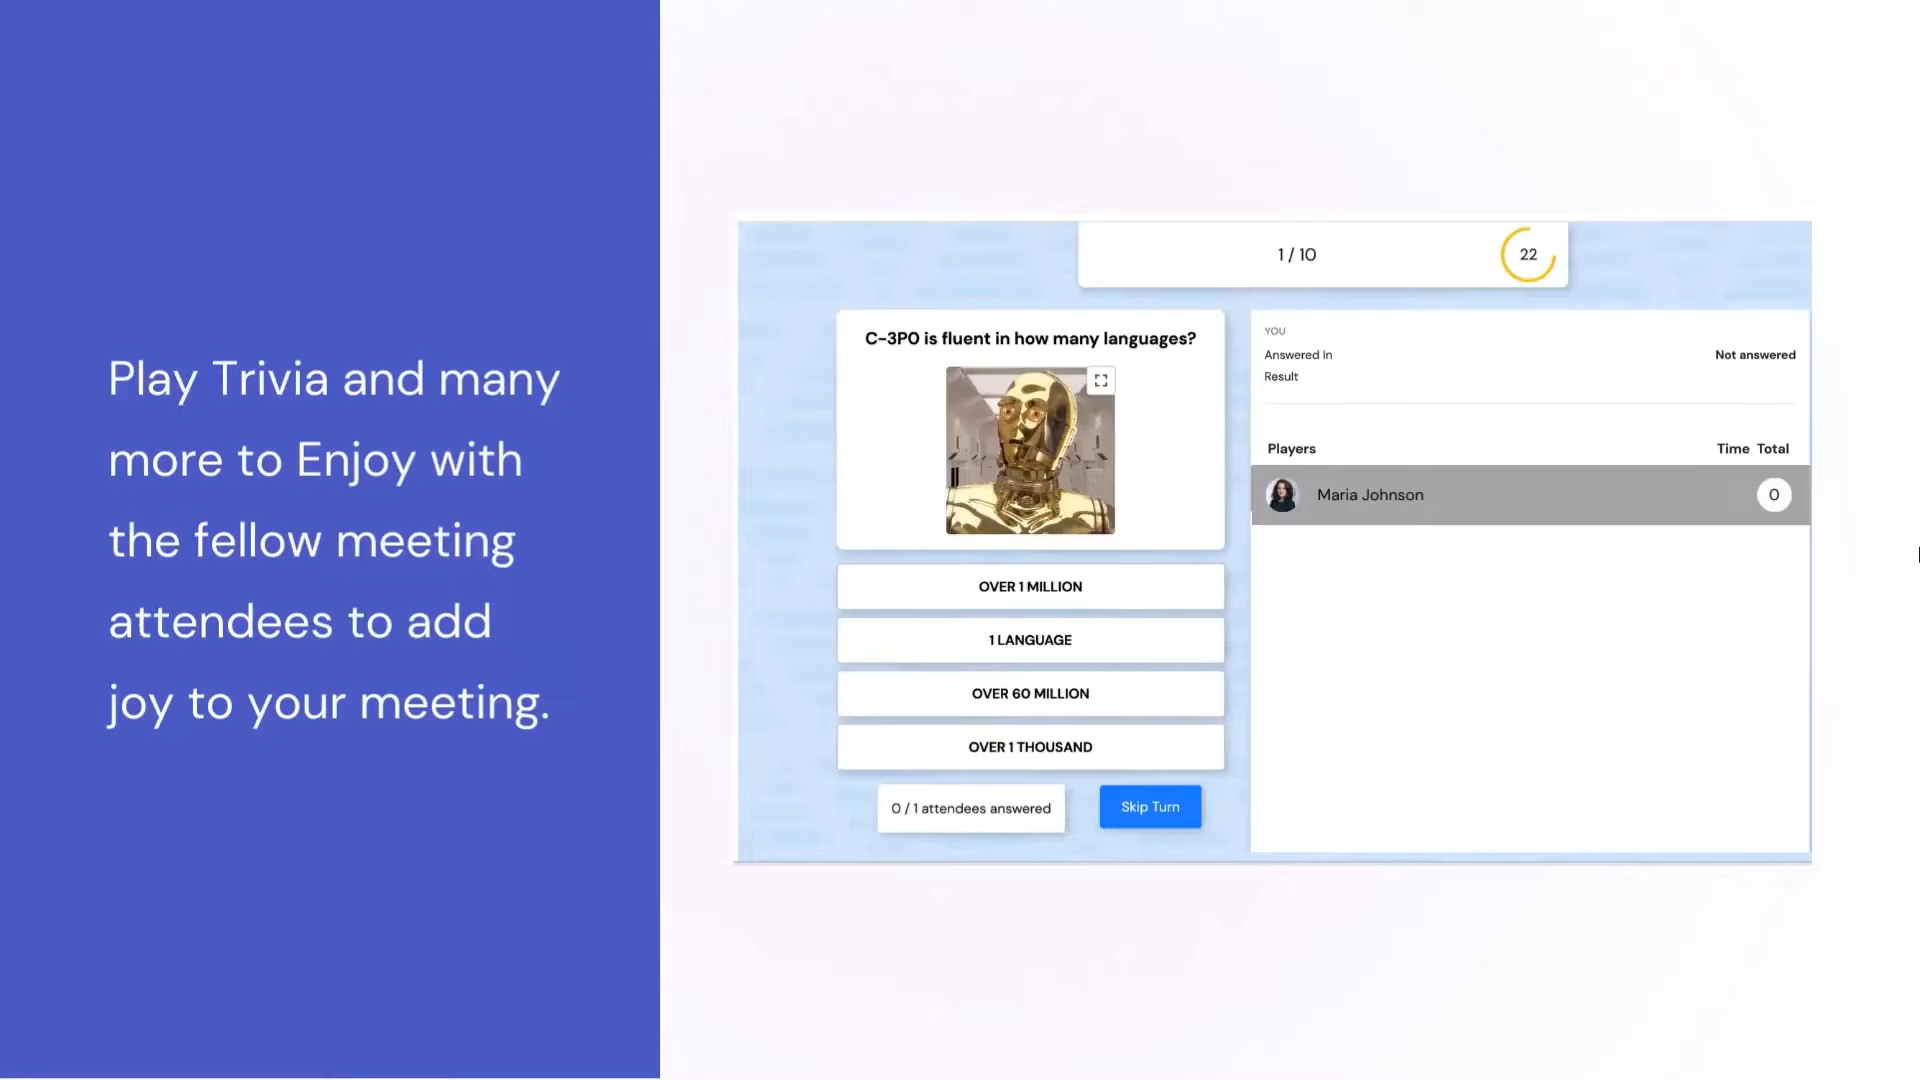 Play Trivia and many
more to Enjoy with
the fellow meeting
attendees to add
joy to your meeting.
1 / 10
22
C-3PO is fluent in how many languages?
OVER 1 MILLION
1 LANGUAGE
OVER 60 MILLION
OVER 1 THOUSAND
0 / 1 attendees answered
Skip Turn
YOU
Answered In Not answered
Result
Players Time Total
Maria Johnson 0